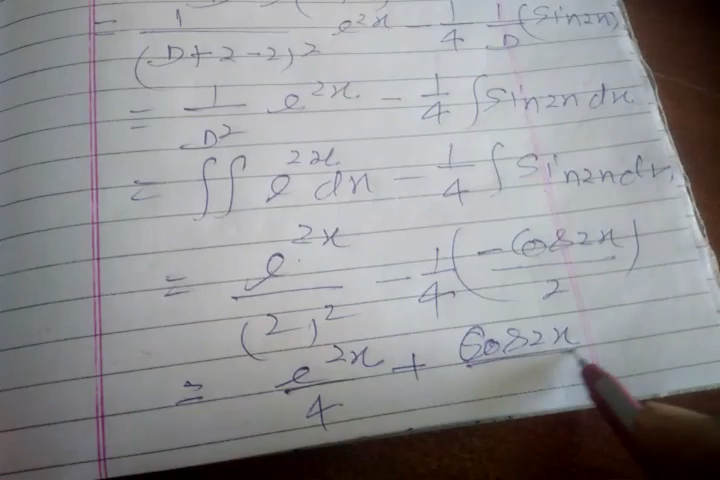 = 1/(D+2-2)^2 e^2x - 1/4 1/D (Sin2x)
= 1/D^2 e^2x - 1/4 ∫Sin2x dx
= ∫∫ e^2x dx - 1/4 ∫ Sin2x dx
= e^2x/(2)^2 - 1/4 (-Cos2x/2)
= e^2x/4 + Cos2x